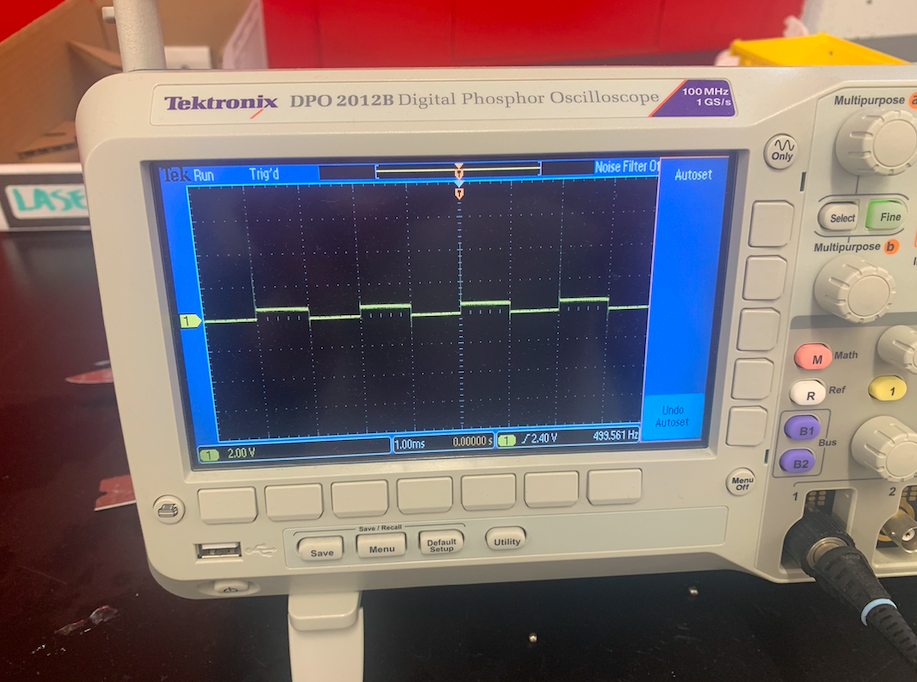 Tektronix DPO 2012B Digital Phosphor Oscilloscope
100 MHz
1 GS/s
Multipurpose a
Tek Run Trig'd Noise Filter Of
Autoset
Only
Select Fine
Multipurpose b
LASE
1
M Math
R Ref
1
B1
Bus
B2
Undo
Autoset
1 2.00 V
1.00ms 0.00000 s
1 2.40 V
499.561 Hz
Menu
Off
1 2
Save / Recall
Save
Menu
Default
Setup
Utility